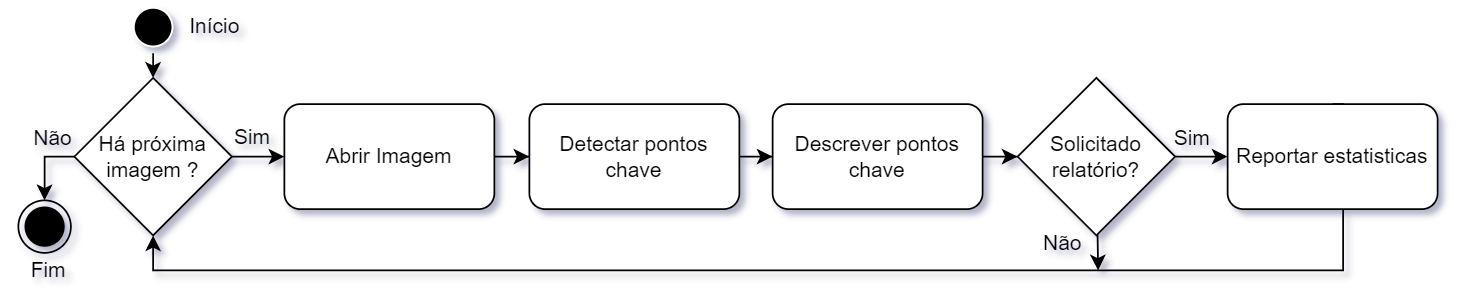 Início
Não
Há próxima
imagem ?
Sim
Abrir Imagem
Detectar pontos
chave
Descrever pontos
chave
Solicitado
relatório?
Sim
Reportar estatisticas
Não
Fim